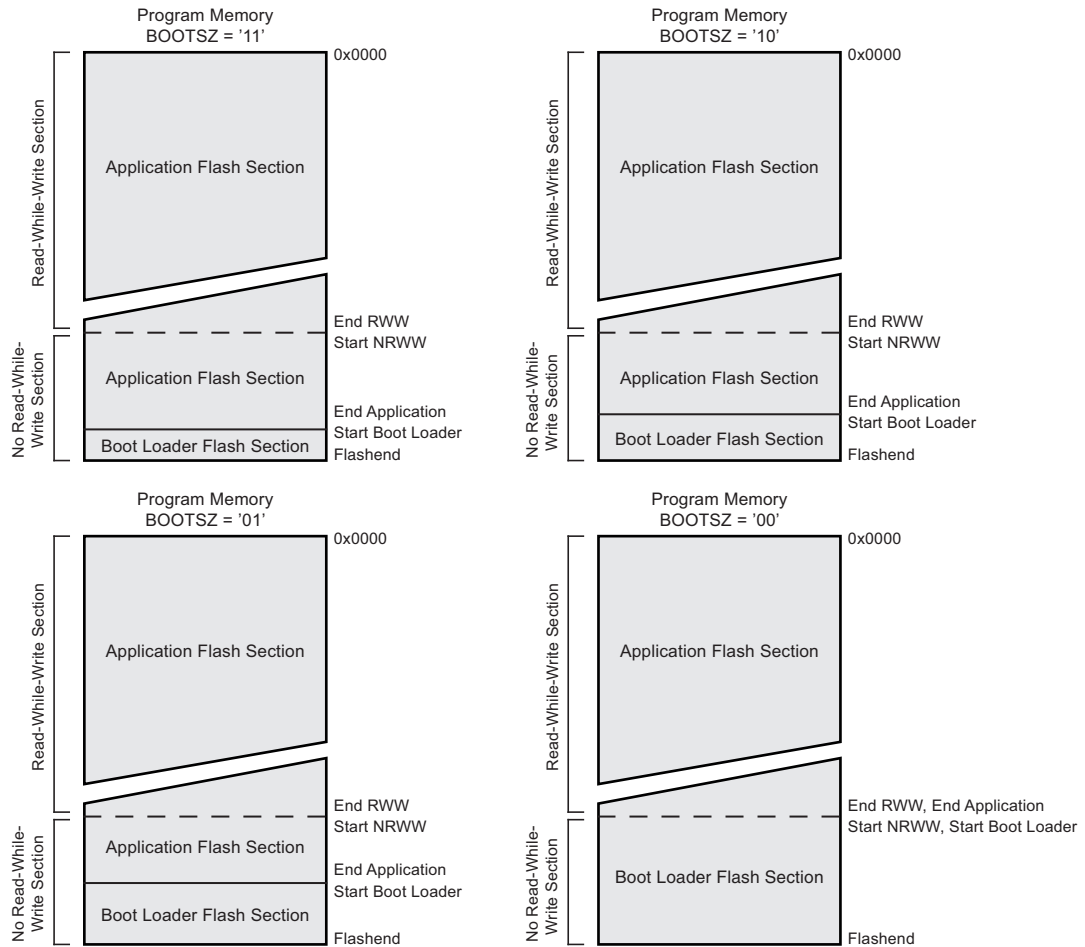 Program Memory
BOOTSZ = '11'
0x0000
Read-While-Write Section
Application Flash Section
End RWW
Start NRWW
No Read-While-
Write Section
Application Flash Section
End Application
Start Boot Loader
Boot Loader Flash Section
Flashend
Program Memory
BOOTSZ = '10'
0x0000
Read-While-Write Section
Application Flash Section
End RWW
Start NRWW
No Read-While-
Write Section
Application Flash Section
End Application
Start Boot Loader
Boot Loader Flash Section
Flashend
Program Memory
BOOTSZ = '01'
0x0000
Read-While-Write Section
Application Flash Section
End RWW
Start NRWW
No Read-While-
Write Section
Application Flash Section
End Application
Start Boot Loader
Boot Loader Flash Section
Flashend
Program Memory
BOOTSZ = '00'
0x0000
Read-While-Write Section
Application Flash Section
End RWW, End Application
Start NRWW, Start Boot Loader
No Read-While-
Write Section
Boot Loader Flash Section
Flashend